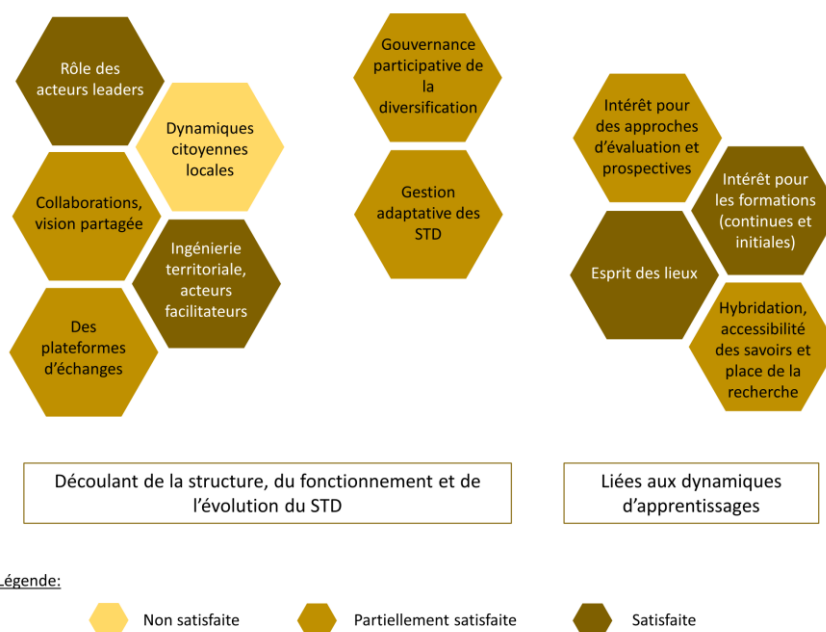 Rôle des
acteurs leaders
Dynamiques
citoyennes
locales
Collaborations,
vision partagée
Ingénierie
territoriale,
acteurs
facilitateurs
Des
plateformes
d'échanges
Gouvernance
participative de
la
diversification
Gestion
adaptative des
STD
Intérêt pour
des approches
d'évaluation et
prospectives
Intérêt pour
les formations
(continues et
initiales)
Esprit des lieux
Hybridation,
accessibilité
des savoirs et
place de la
recherche
Découlant de la structure, du fonctionnement et de
l'évolution du STD
Liées aux dynamiques
d'apprentissages
Légende:
Non satisfaite
Partiellement satisfaite
Satisfaite